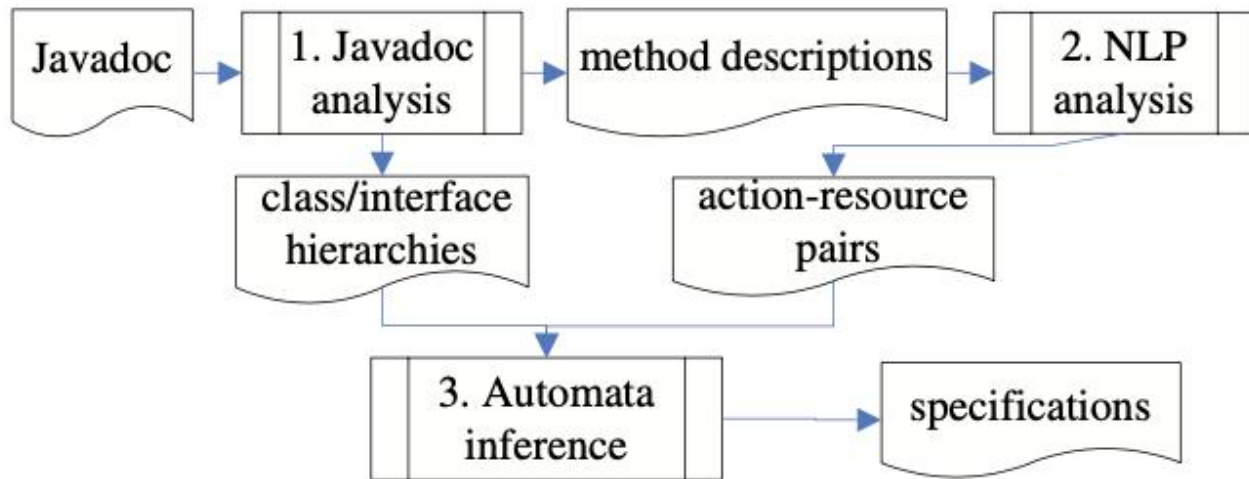 Javadoc
1. Javadoc
analysis
method descriptions
2. NLP
analysis
class/interface
hierarchies
action-resource
pairs
3. Automata
inference
specifications